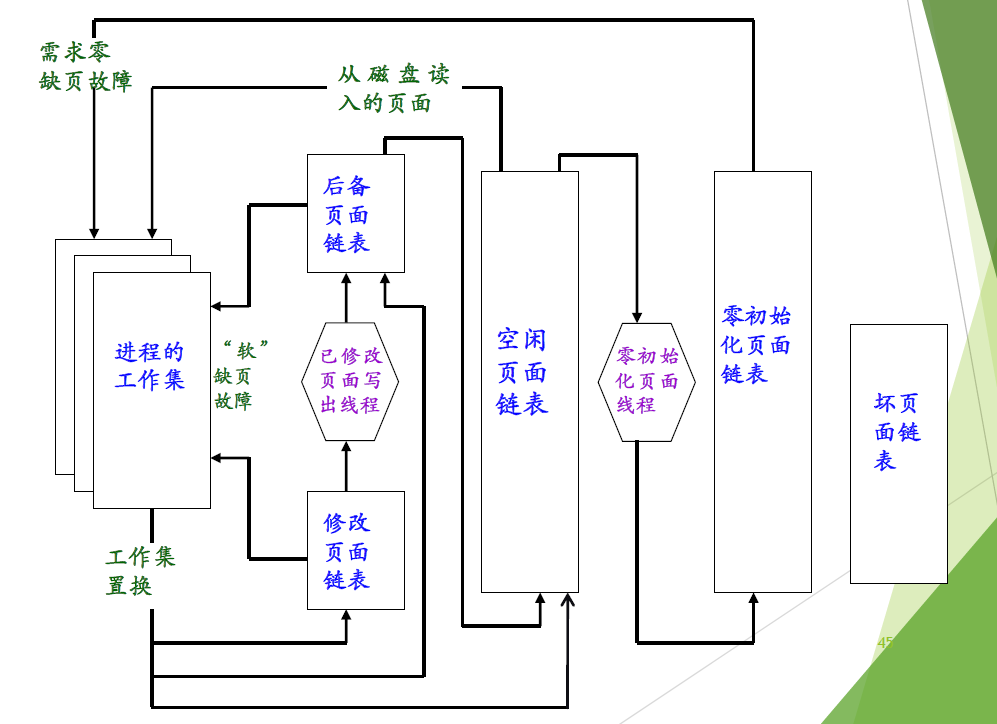 需求零
缺页故障
从磁盘读
入的页面
后备
页面
链表
进程的
工作集
“软”
缺页
故障
已修改
页面写
出线程
修改
页面
链表
工作集
置换
空闲
页面
链表
零初始
化页面
线程
零初始
化页面
链表
坏页
面链
表
45